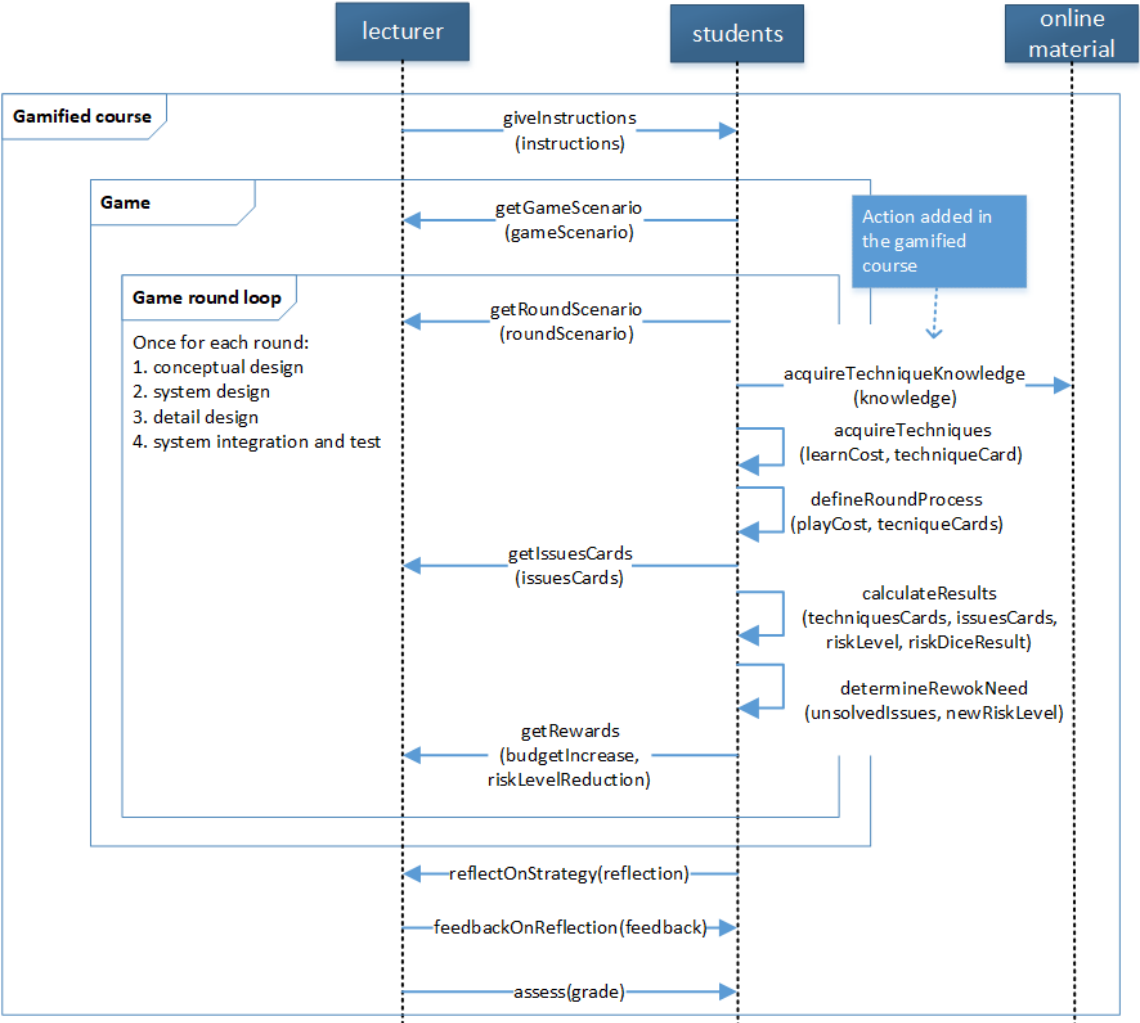 lecturer
students
online
material
Gamified course
giveInstructions
(instructions)
Game
getGameScenario
(gameScenario)
Action added in
the gamified
course
Game round loop
getRoundScenario
(roundScenario)
Once for each round:
1. conceptual design
2. system design
3. detail design
4. system integration and test
acquireTechniqueKnowledge
(knowledge)
acquireTechniques
(learnCost, techniqueCard)
defineRoundProcess
(playCost, tecniqueCards)
getIssuesCards
(issuesCards)
calculateResults
(techniquesCards, issuesCards,
riskLevel, riskDiceResult)
determineRewokNeed
(unsolvedIssues, newRiskLevel)
getRewards
(budgetIncrease,
riskLevelReduction)
reflectOnStrategy(reflection)
feedbackOnReflection(feedback)
assess(grade)